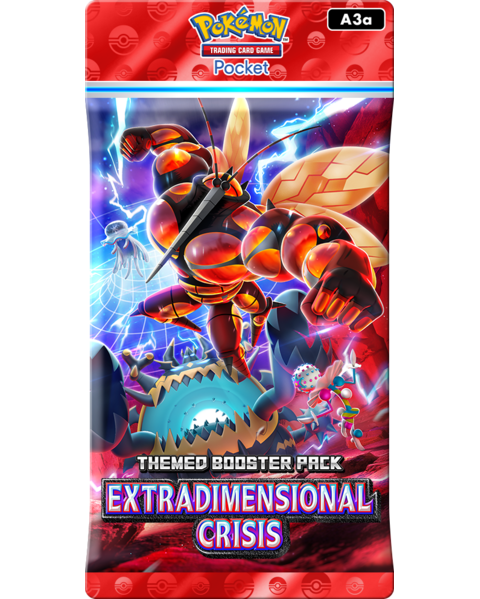 A3a
Pokémon
TRADING CARD GAME
Pocket
THEMED BOOSTER PACK
EXTRADIMENSIONAL
CRISIS